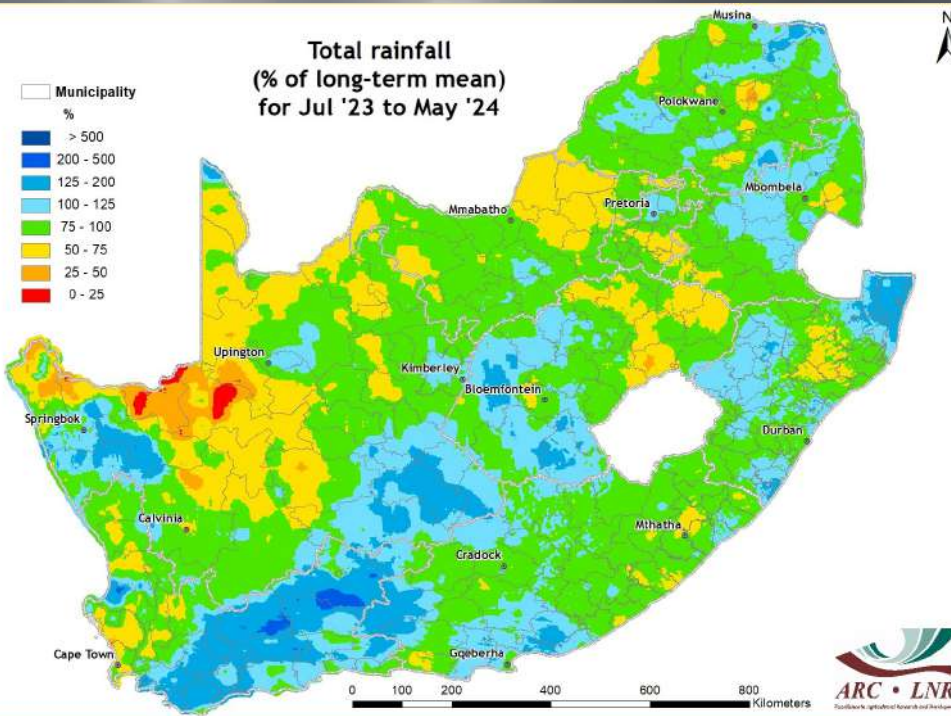 Total rainfall
(% of long-term mean)
for Jul '23 to May '24
N
Municipality
%
> 500
200 - 500
125 - 200
100 - 125
75 - 100
50 - 75
25 - 50
0 - 25
Musina
Polokwane
Mbombela
Pretoria
Mmabatho
Upington
Kimberley
Bloemfontein
Springbok
Durban
Calvinia
Mthatha
Cradock
Cape Town
Gqeberha
0 100 200 400 600 800
Kilometers
ARC • LNR